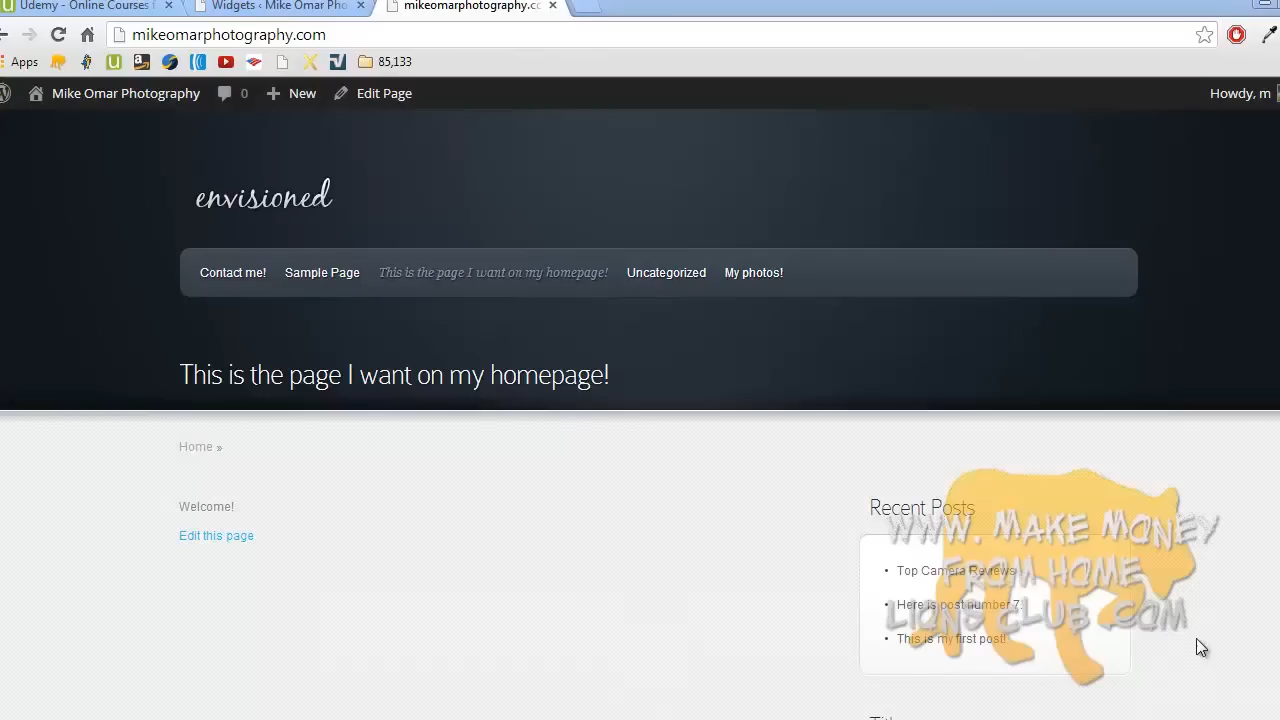 Udemy - Online Courses
Widgets ‹ Mike Omar Pho
mikeomarphotography.cc
mikeomarphotography.com
Apps
85,133
Mike Omar Photography
0
New
Edit Page
Howdy, m
envisioned
Contact me!
Sample Page
This is the page I want on my homepage!
Uncategorized
My photos!
This is the page I want on my homepage!
Home »
Welcome!
Edit this page
Recent Posts
Top Camera Reviews
Here is post number 7.
This is my first post!
WWW. MAKE MONEY
FROM HOME
LIONS CLUB .COM